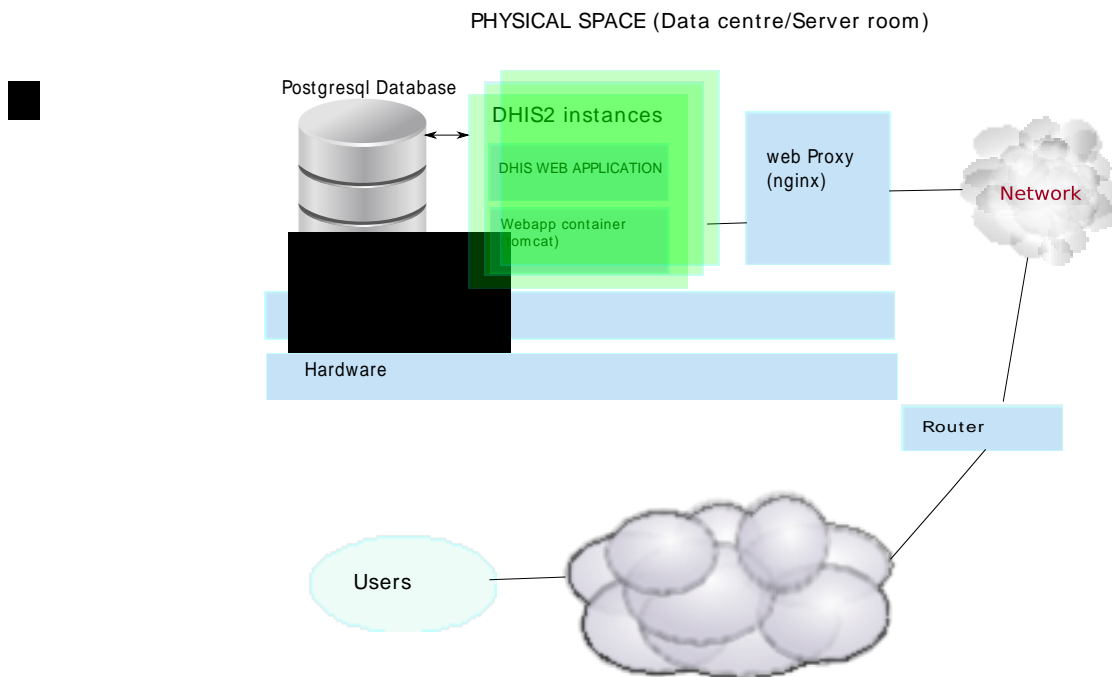 PHYSICAL SPACE (Data centre/Server room)
Postgresql Database
DHIS2 instances
DHIS WEB APPLICATION
Webapp container
web Proxy
(nginx)
Network
Hardware
Router
Users